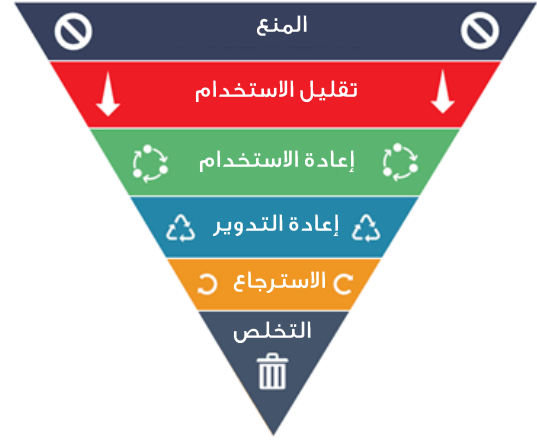 المنع
تقليل الاستخدام
إعادة الاستخدام
إعادة التدوير
الاسترجاع
التخلص